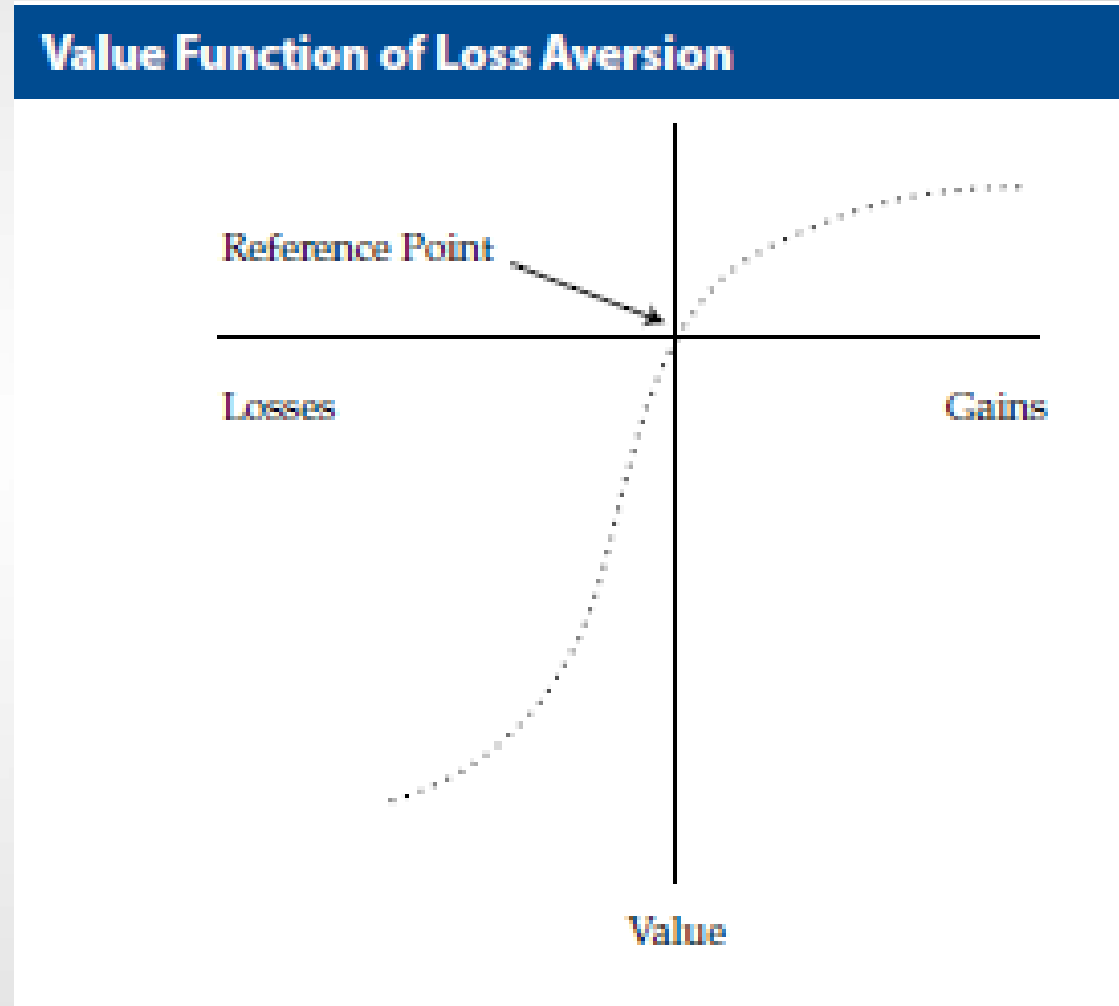 Value Function of Loss Aversion
Reference Point
Losses
Gains
Value